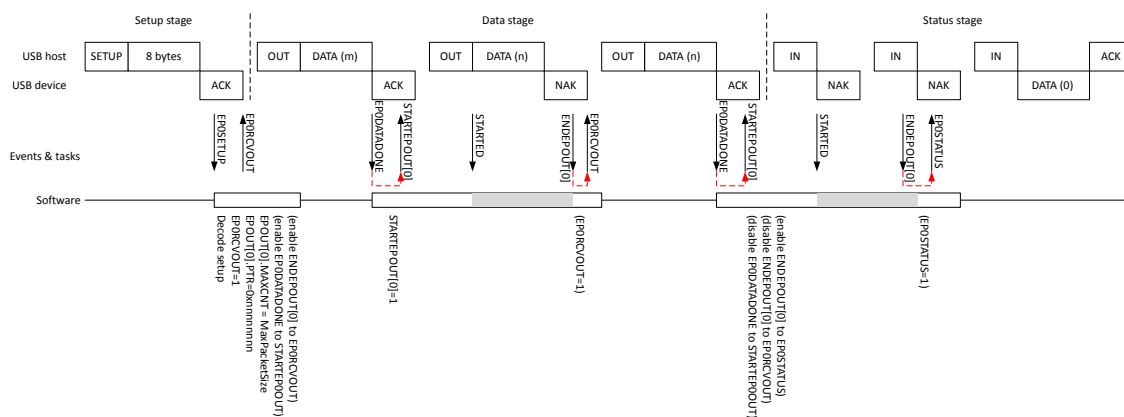 Setup stage
Data stage
Status stage
USB host
SETUP
8 bytes
OUT
DATA (m)
OUT
DATA (n)
OUT
DATA (n)
IN
IN
IN
ACK
USB device
ACK
ACK
NAK
ACK
NAK
NAK
DATA (0)
Events & tasks
EP0SETUP
EP0RCVOUT
EP0DATADONE
STARTEPOUT[0]
STARTED
ENDEPOUT[0]
EP0RCVOUT
EP0DATADONE
STARTEPOUT[0]
STARTED
ENDEPOUT[0]
EP0STATUS
Software
(enable ENDEPOUT[0] to EP0RCVOUT)
(enable EP0DATADONE to STARTEPOOUT)
EPOUT[0].MAXCNT = MaxPacketSize
EPOUT[0].PTR=0xnnnnnnnn
EP0RCVOUT=1
Decode setup
STARTEPOUT[0]=1
(EP0RCVOUT=1)
(enable ENDEPOUT[0] to EP0STATUS)
(disable ENDEPOUT[0] to EP0RCVOUT)
(disable EP0DATADONE to STARTEP0OUT)
(EP0STATUS=1)